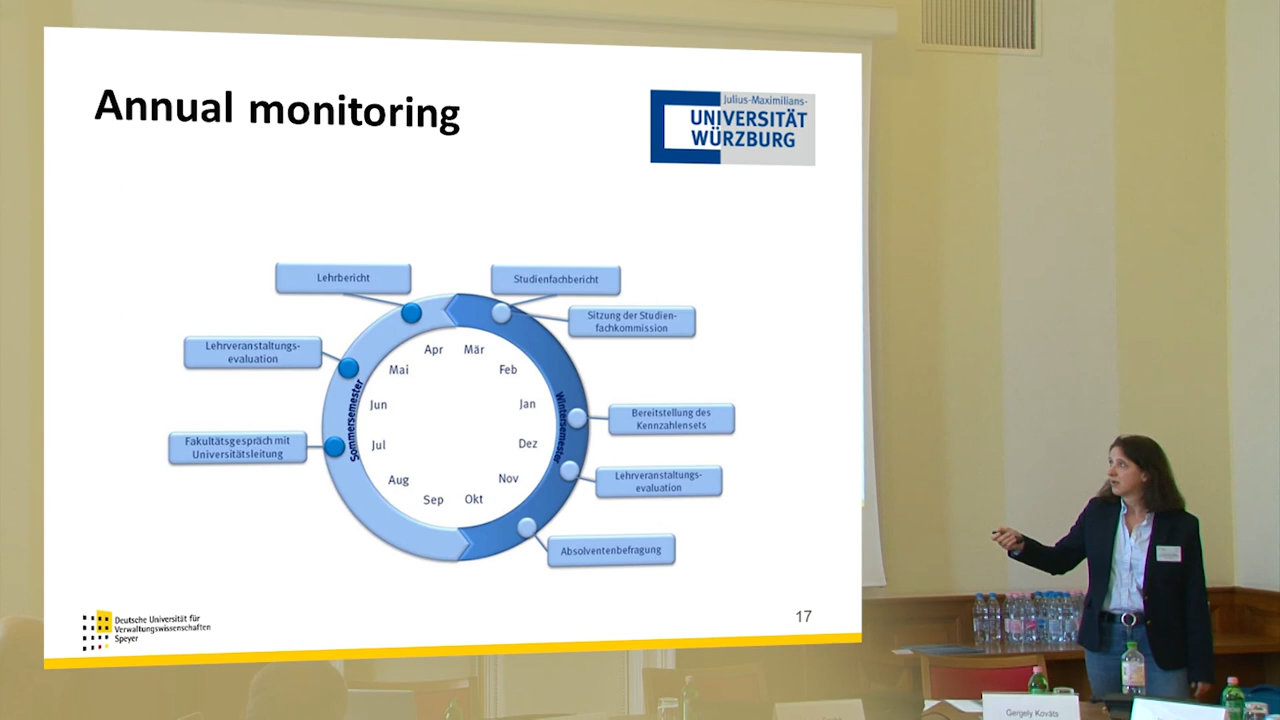 Annual monitoring
Julius-Maximilians-
UNIVERSITÄT
WÜRZBURG
Lehrbericht
Studienfachbericht
Sitzung der Studien-
fachkommission
Lehrveranstaltungs-
evaluation
Fakultätsgespräch mit
Universitätsleitung
Bereitstellung des
Kennzahlensets
Lehrveranstaltungs-
evaluation
Absolventenbefragung
Sommersemester
Wintersemester
Apr
Mär
Mai
Feb
Jun
Jan
Jul
Dez
Aug
Nov
Sep
Okt
Deutsche Universität für
Verwaltungswissenschaften
Speyer
17
Gergely Kováts